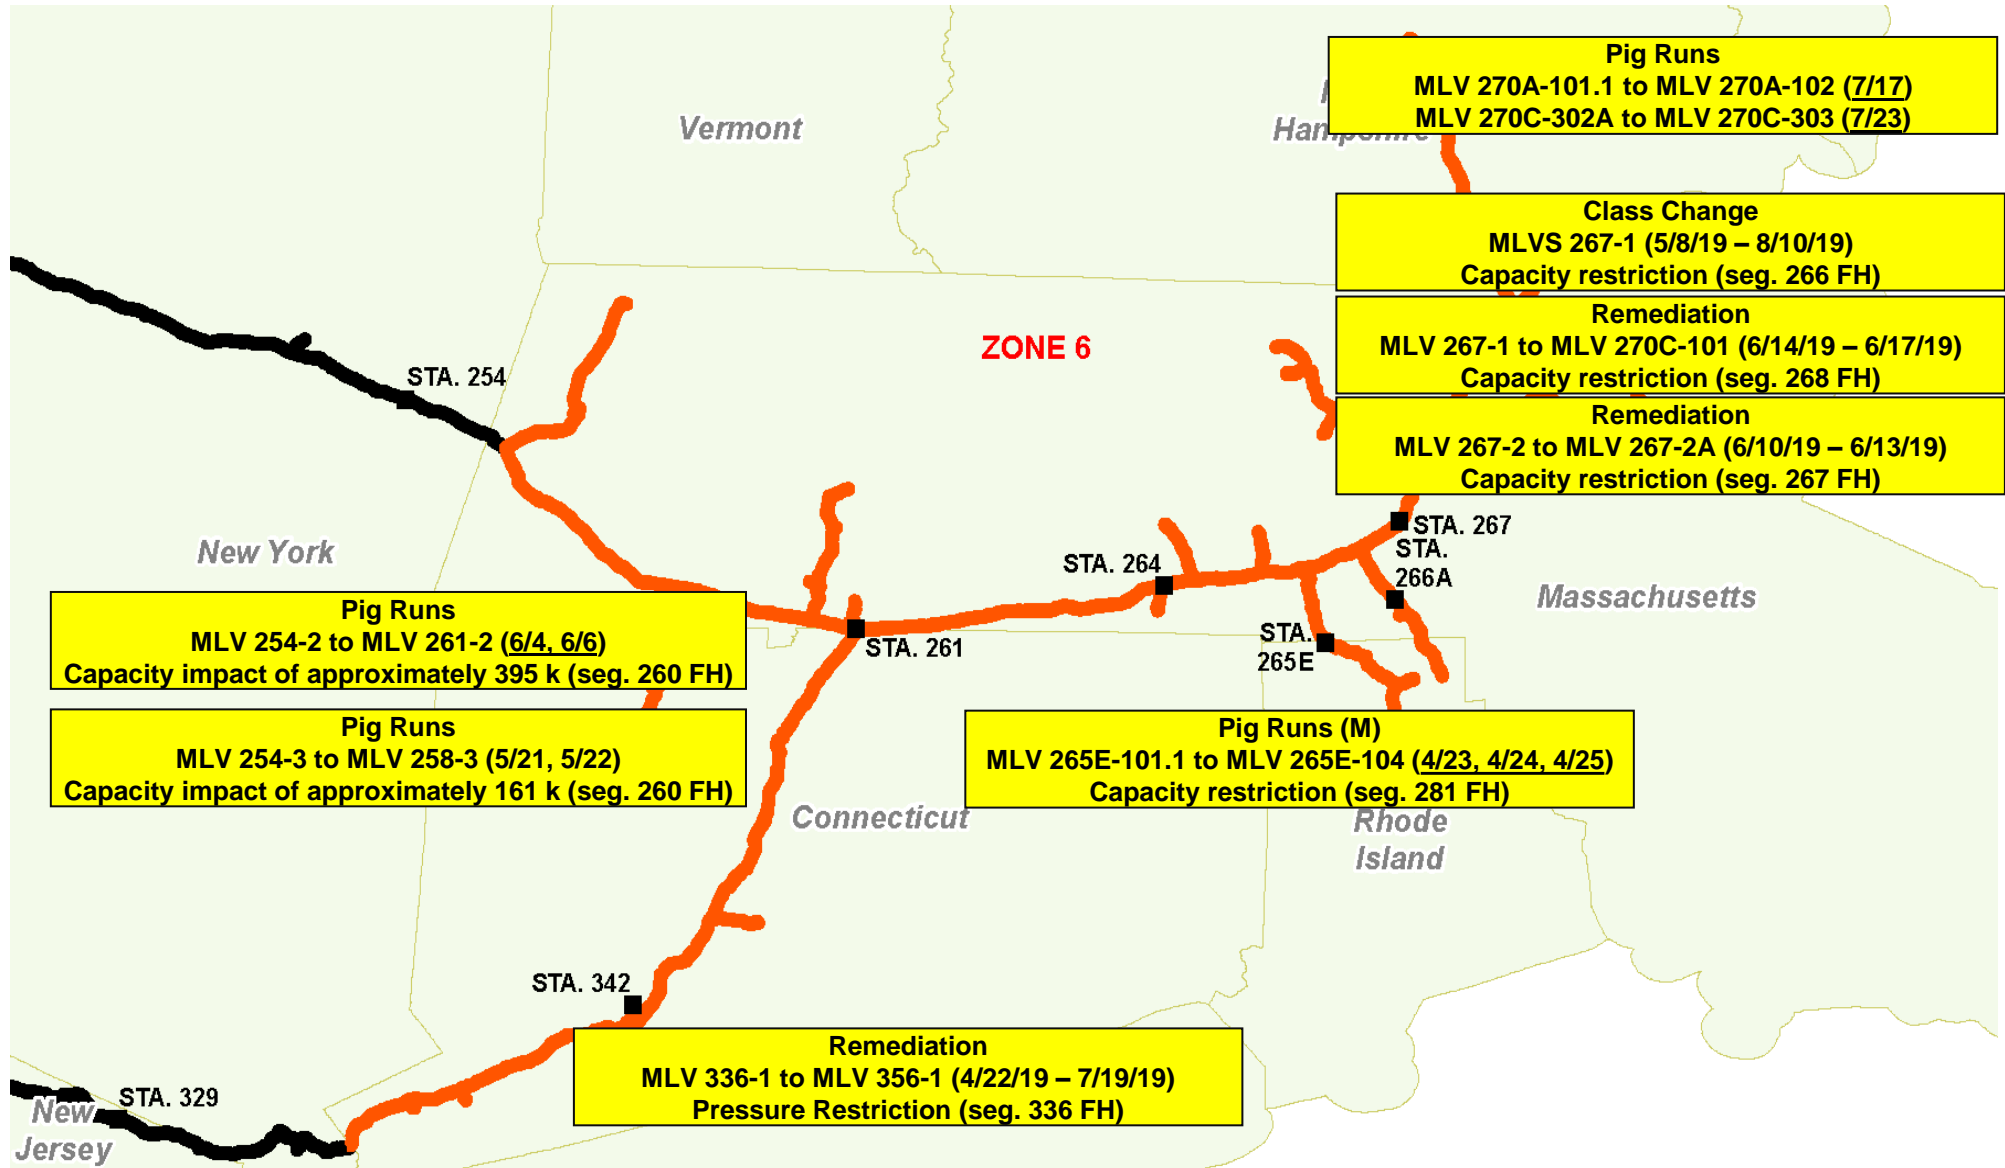 Pig Runs
MLV 270A-101.1 to MLV 270A-102 (7/17)
MLV 270C-302A to MLV 270C-303 (7/23)
Vermont
Hampshire
Class Change
MLVS 267-1 (5/8/19 – 8/10/19)
Capacity restriction (seg. 266 FH)
Remediation
MLV 267-1 to MLV 270C-101 (6/14/19 – 6/17/19)
Capacity restriction (seg. 268 FH)
ZONE 6
STA. 254
Remediation
MLV 267-2 to MLV 267-2A (6/10/19 – 6/13/19)
Capacity restriction (seg. 267 FH)
STA. 267
New York
STA. 264
STA.
266A
Massachusetts
Pig Runs
MLV 254-2 to MLV 261-2 (6/4, 6/6)
Capacity impact of approximately 395 k (seg. 260 FH)
STA. 261
STA.
265E
Pig Runs
MLV 254-3 to MLV 258-3 (5/21, 5/22)
Capacity impact of approximately 161 k (seg. 260 FH)
Pig Runs (M)
MLV 265E-101.1 to MLV 265E-104 (4/23, 4/24, 4/25)
Capacity restriction (seg. 281 FH)
Connecticut
Rhode
Island
STA. 342
Remediation
MLV 336-1 to MLV 356-1 (4/22/19 – 7/19/19)
Pressure Restriction (seg. 336 FH)
STA. 329
New
Jersey